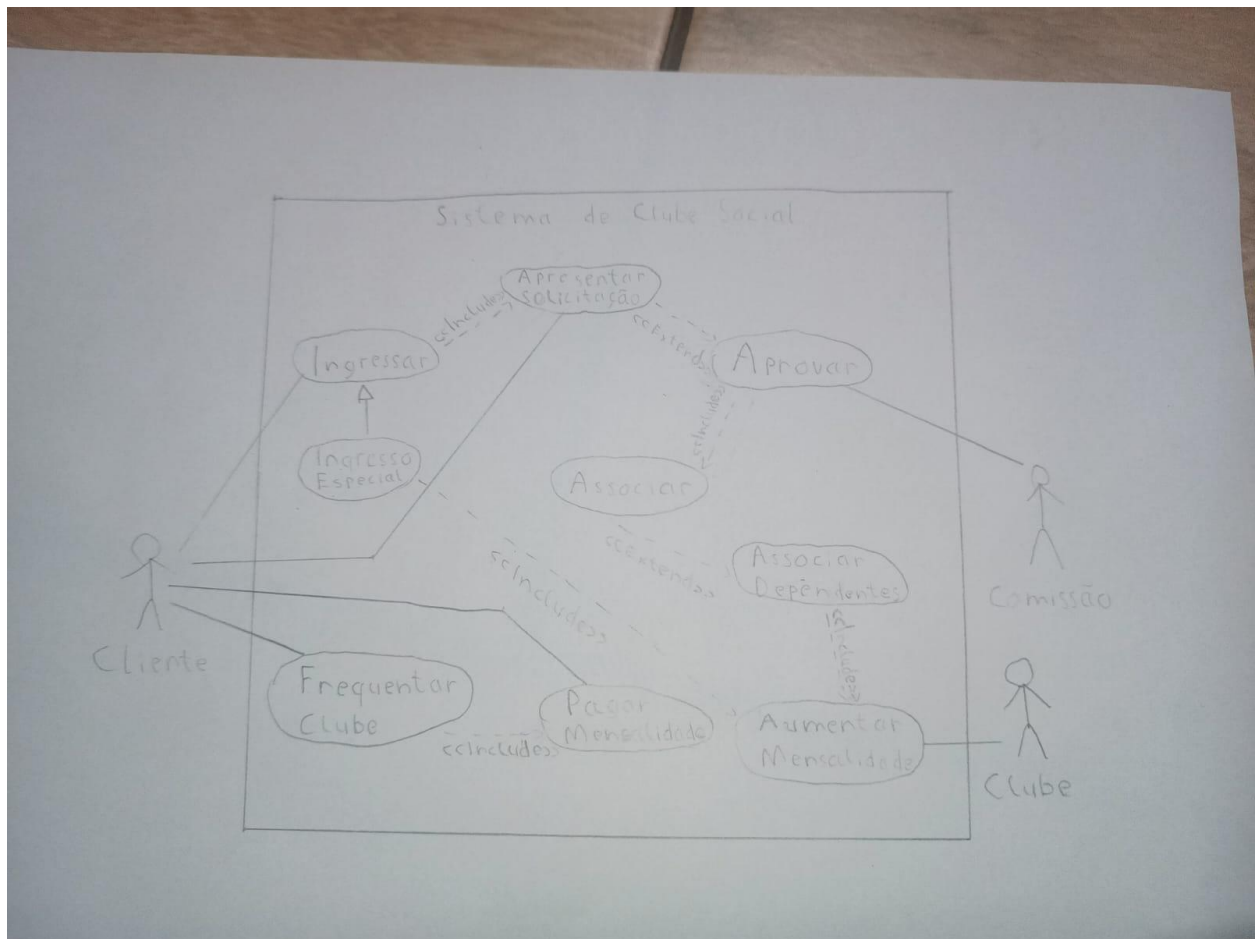 Sistema de Clube Social
Apresentar
Solicitação
<<Include>>
Ingressar
<<Extend>>
Aprovar
<<Include>>
Ingresso
Especial
Associar
<<Extend>>
Associar
Dependentes
<<Include>>
Comissão
<<Include>>
Cliente
Frequentar
Clube
<<Include>>
Pagar
Mensalidade
Aumentar
Mensalidade
Clube